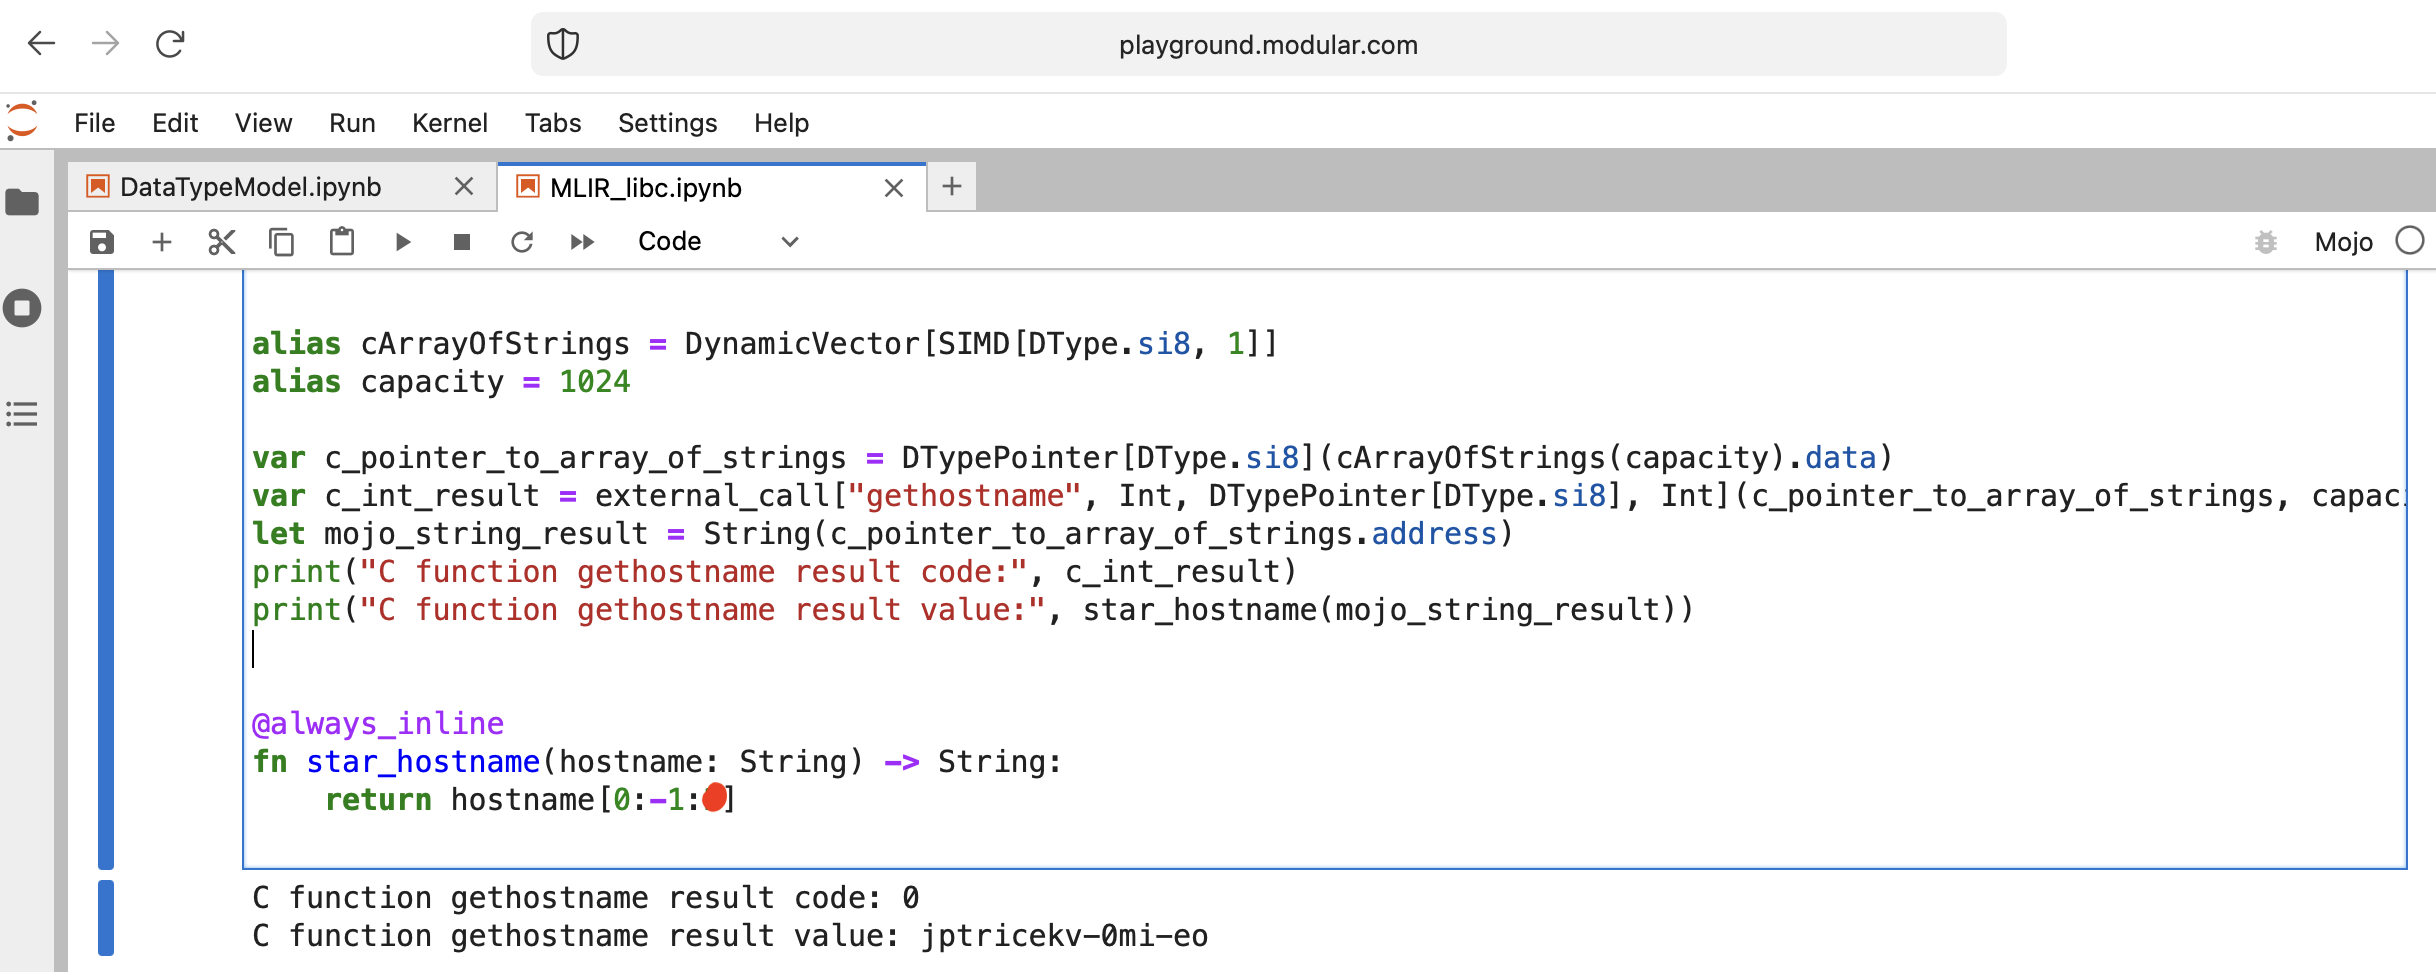 playground.modular.com
File Edit View Run Kernel Tabs Settings Help
DataTypeModel.ipynb MLIR_libc.ipynb
Code Mojo
alias cArrayOfStrings = DynamicVector[SIMD[DType.si8, 1]]
alias capacity = 1024
var c_pointer_to_array_of_strings = DTypePointer[DType.si8](cArrayOfStrings(capacity).data)
var c_int_result = external_call["gethostname", Int, DTypePointer[DType.si8], Int](c_pointer_to_array_of_strings, capaci
let mojo_string_result = String(c_pointer_to_array_of_strings.address)
print("C function gethostname result code:", c_int_result)
print("C function gethostname result value:", star_hostname(mojo_string_result))
@always_inline
fn star_hostname(hostname: String) -> String:
    return hostname[0:-1:]
C function gethostname result code: 0
C function gethostname result value: jptricekv-0mi-eo